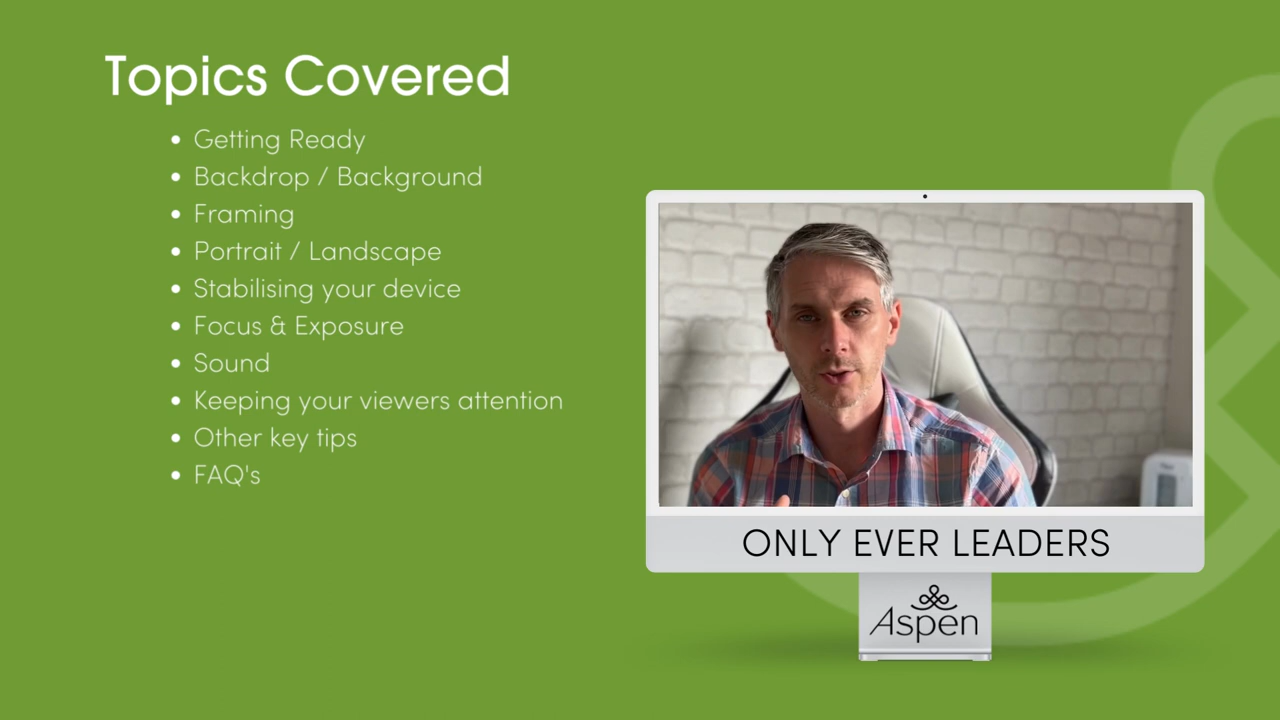 Topics Covered
• Getting Ready
• Backdrop / Background
• Framing
• Portrait / Landscape
• Stabilising your device
• Focus & Exposure
• Sound
• Keeping your viewers attention
• Other key tips
• FAQ's
ONLY EVER LEADERS
Aspen